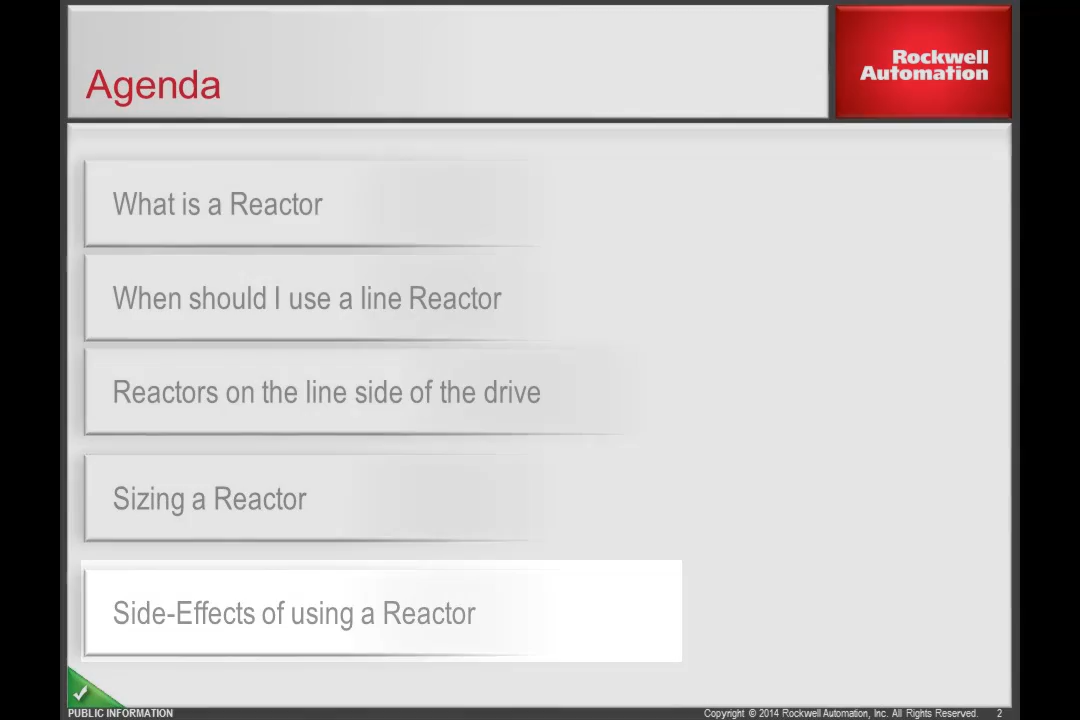 Agenda
Rockwell
Automation
What is a Reactor
When should I use a line Reactor
Reactors on the line side of the drive
Sizing a Reactor
Side-Effects of using a Reactor
PUBLIC INFORMATION
Copyright © 2014 Rockwell Automation, Inc. All Rights Reserved. 2